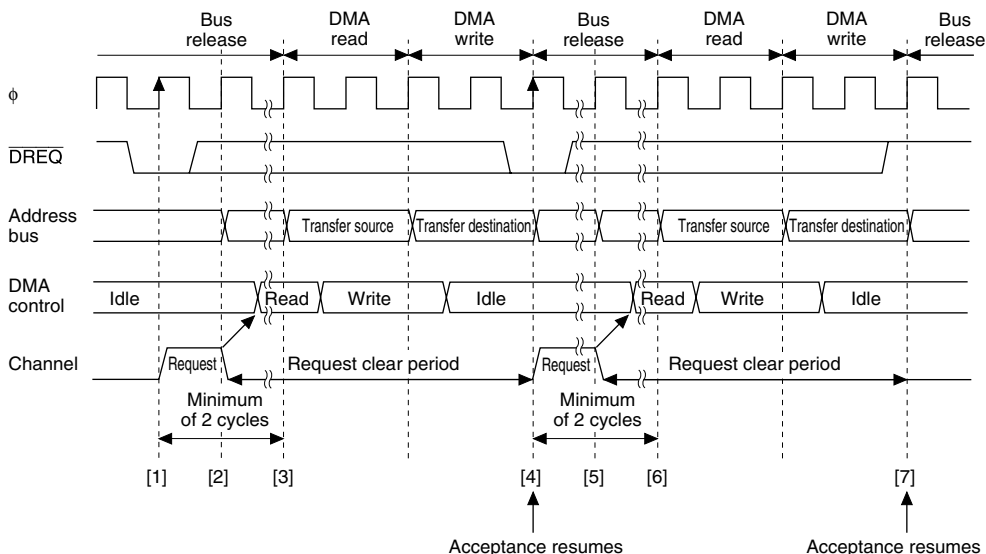 Bus release DMA read DMA write Bus release DMA read DMA write Bus release
φ
DREQ
Address bus Transfer source Transfer destination Transfer source Transfer destination
DMA control Idle Read Write Idle Read Write Idle
Channel Request Request clear period Request Request clear period
Minimum of 2 cycles Minimum of 2 cycles
[1] [2] [3] [4] [5] [6] [7]
Acceptance resumes Acceptance resumes